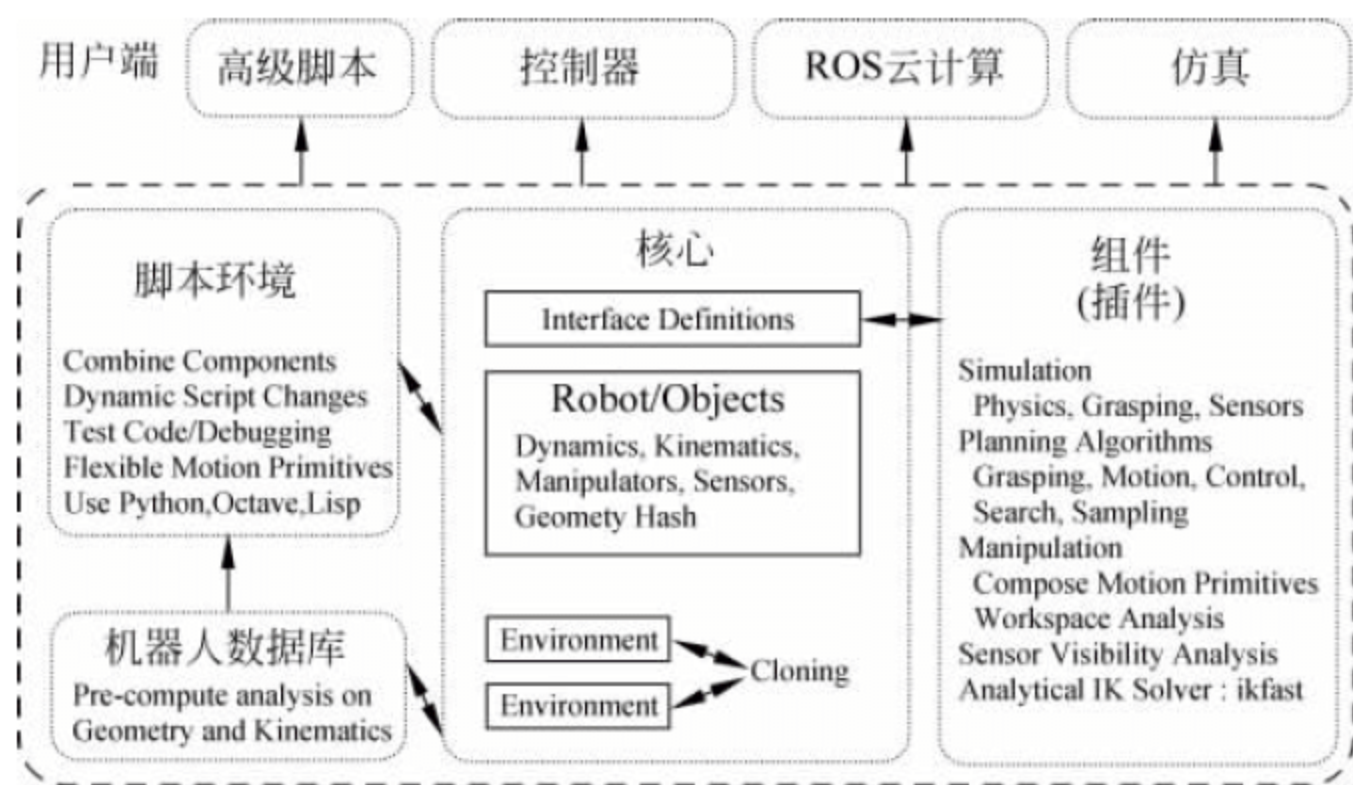 用户端
高级脚本
控制器
ROS云计算
仿真
脚本环境
Combine Components
Dynamic Script Changes
Test Code/Debugging
Flexible Motion Primitives
Use Python,Octave,Lisp
机器人数据库
Pre-compute analysis on
Geometry and Kinematics
核心
Interface Definitions
Robot/Objects
Dynamics, Kinematics,
Manipulators, Sensors,
Geomety Hash
Environment
Cloning
Environment
组件
(插件)
Simulation
Physics, Grasping, Sensors
Planning Algorithms
Grasping, Motion, Control,
Search, Sampling
Manipulation
Compose Motion Primitives
Workspace Analysis
Sensor Visibility Analysis
Analytical IK Solver : ikfast